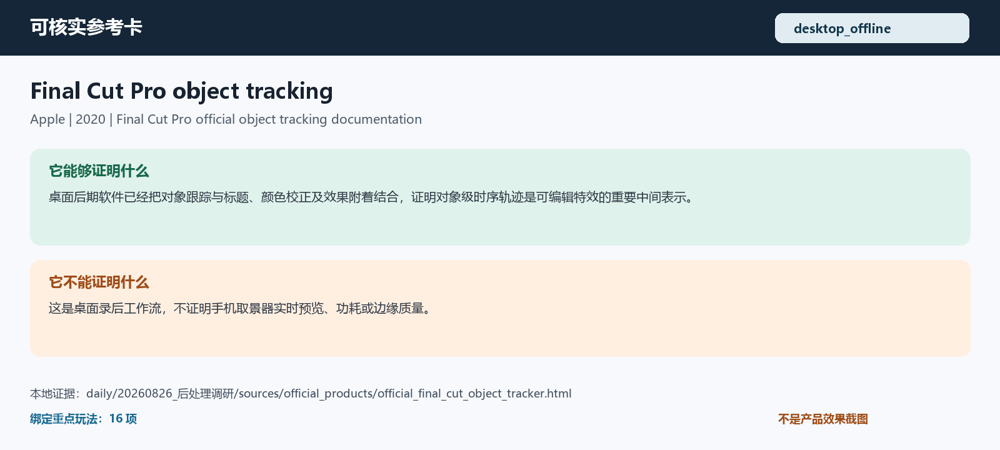 可核实参考卡
desktop_offline
Final Cut Pro object tracking
Apple | 2020 | Final Cut Pro official object tracking documentation
它能够证明什么
桌面后期软件已经把对象跟踪与标题、颜色校正及效果附着结合，证明对象级时序轨迹是可编辑特效的重要中间表示。
它不能证明什么
这是桌面录后工作流，不证明手机取景器实时预览、功耗或边缘质量。
本地证据：daily/20260826_后处理调研/sources/official_products/official_final_cut_object_tracker.html
绑定重点玩法：16 项
不是产品效果截图